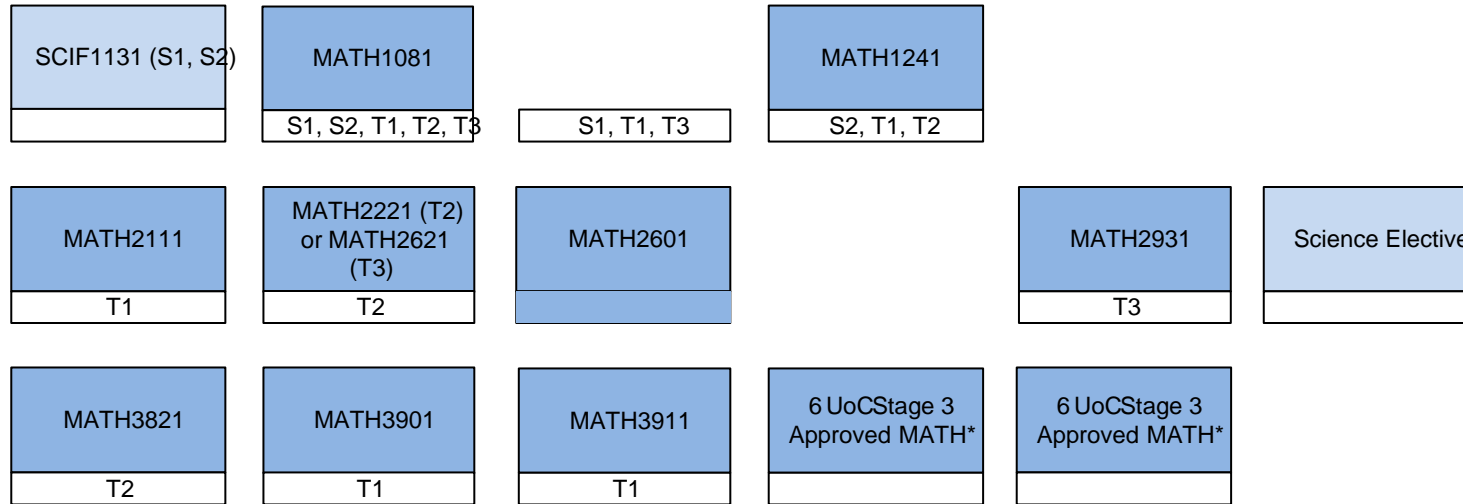 SCIF1131 (S1, S2)
MATH1081
S1, S2, T1, T2, T3
S1, T1, T3
MATH1241
S2, T1, T2
MATH2111
T1
MATH2221 (T2)
or MATH2621
(T3)
T2
MATH2601
MATH2931
T3
Science Elective
MATH3821
T2
MATH3901
T1
MATH3911
T1
6 UoCStage 3
Approved MATH*
6 UoCStage 3
Approved MATH*